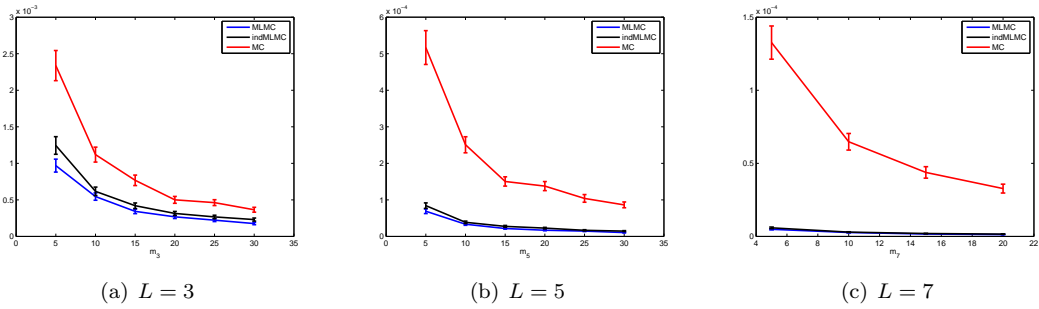 x 10⁻³
3
2.5
2
1.5
1
0.5
0
0 5 10 15 20 25 30 35
m₃
MLMC
indMLMC
MC
(a) L = 3
x 10⁻⁴
6
5
4
3
2
1
0
0 5 10 15 20 25 30 35
m₅
MLMC
indMLMC
MC
(b) L = 5
x 10⁻⁴
1.5
1
0.5
0
4 6 8 10 12 14 16 18 20 22
m₇
MLMC
indMLMC
MC
(c) L = 7